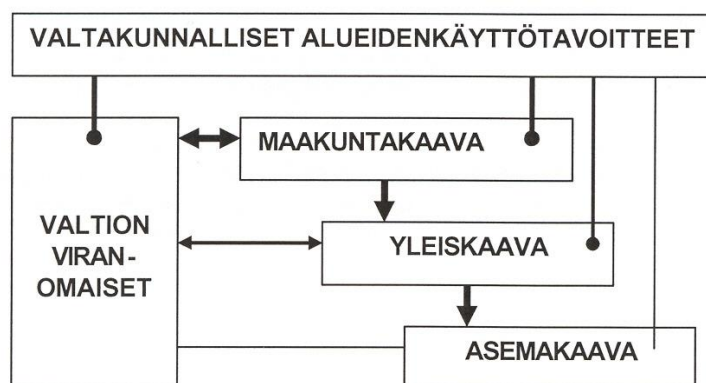 VALTAKUNNALLISET ALUEIDENKÄYTTÖTAVOITTEET
MAAKUNTAKAAVA
VALTION
VIRAN-
OMAISET
YLEISKAAVA
ASEMAKAAVA